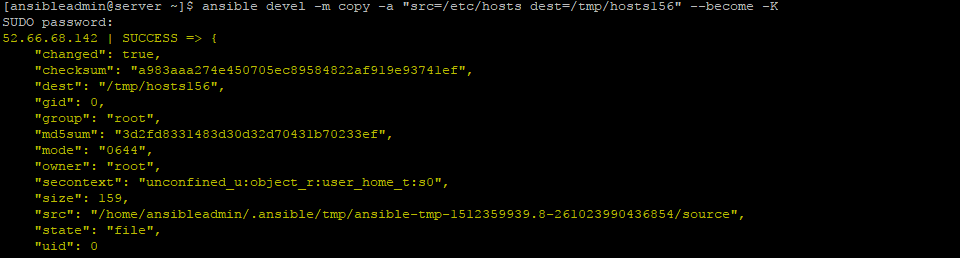 [ansibleadmin@server ~]$ ansible devel -m copy -a "src=/etc/hosts dest=/tmp/hosts156" --become -K
SUDO password:
52.66.68.142 | SUCCESS => {
    "changed": true,
    "checksum": "a983aaa274e450705ec89584822af919e93741ef",
    "dest": "/tmp/hosts156",
    "gid": 0,
    "group": "root",
    "md5sum": "3d2fd8331483d30d32d70431b70233ef",
    "mode": "0644",
    "owner": "root",
    "secontext": "unconfined_u:object_r:user_home_t:s0",
    "size": 159,
    "src": "/home/ansibleadmin/.ansible/tmp/ansible-tmp-1512359939.8-261023990436854/source",
    "state": "file",
    "uid": 0